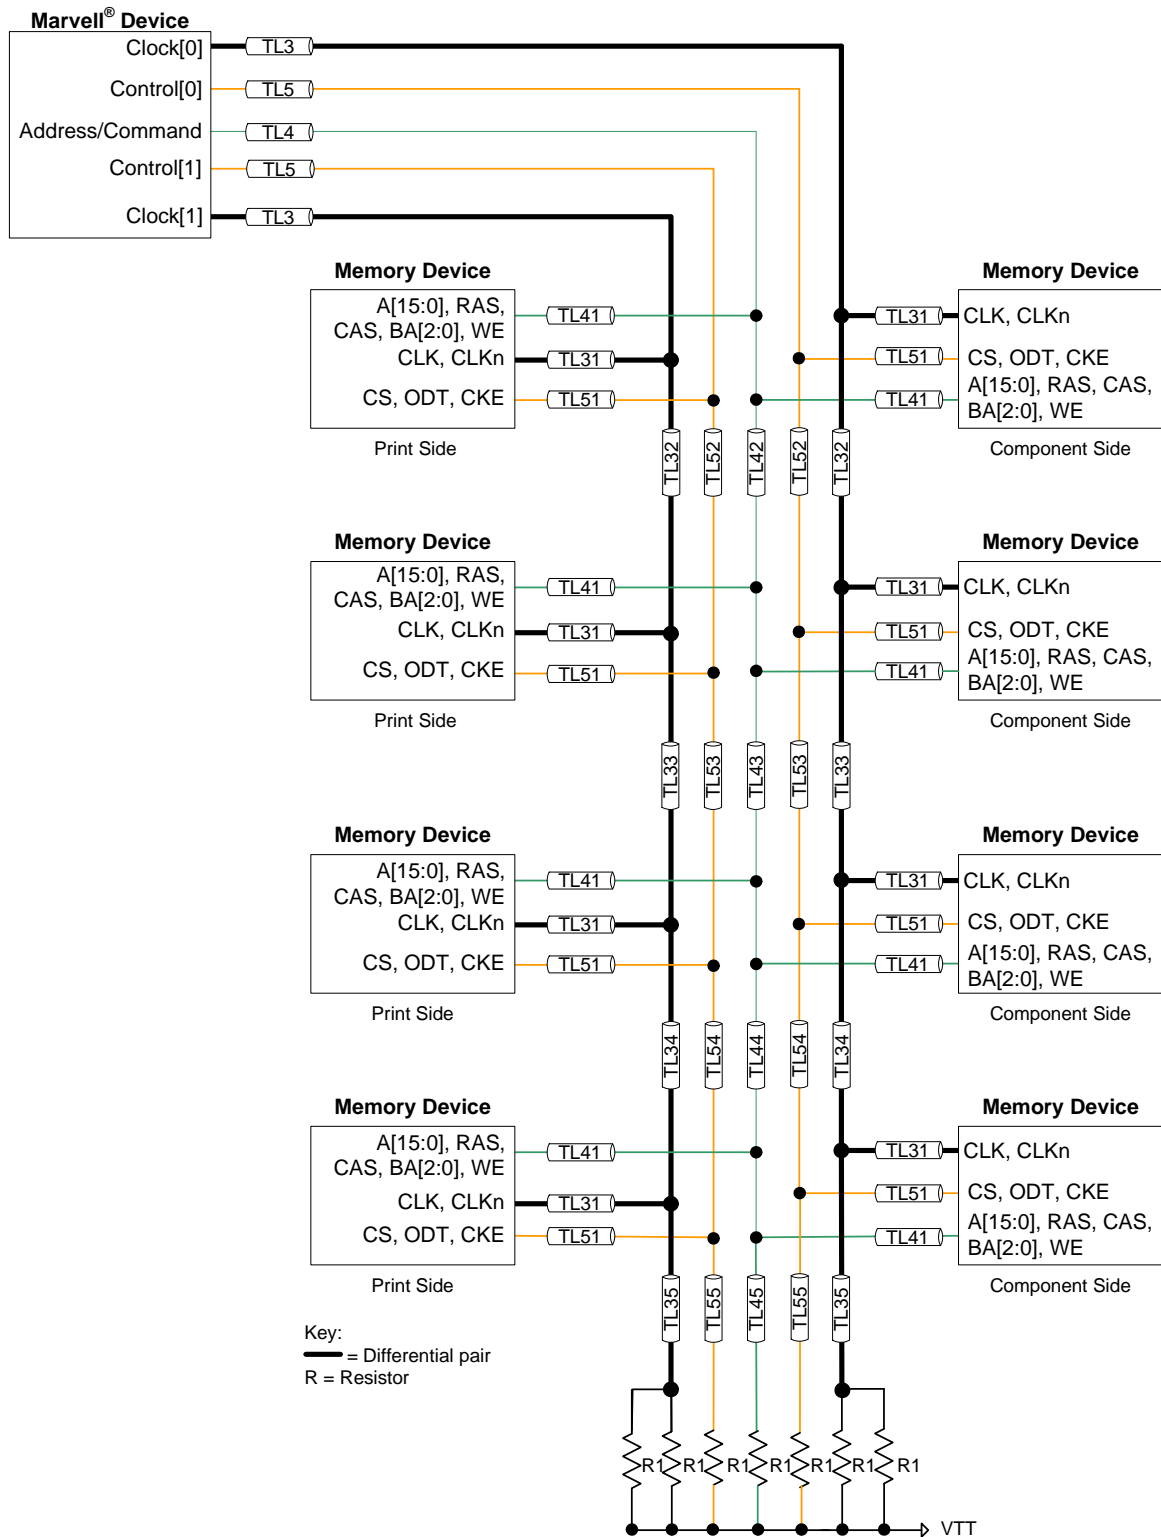 Marvell® Device
Clock[0] TL3
Control[0] TL5
Address/Command TL4
Control[1] TL5
Clock[1] TL3
Memory Device Memory Device
A[15:0], RAS, TL41 TL31 CLK, CLKn
CAS, BA[2:0], WE
CLK, CLKn TL31 TL51 CS, ODT, CKE
CS, ODT, CKE TL51 TL41 A[15:0], RAS, CAS,
BA[2:0], WE
Print Side Component Side
TL32 TL52 TL42 TL52 TL32
Memory Device Memory Device
A[15:0], RAS, TL41 TL31 CLK, CLKn
CAS, BA[2:0], WE
CLK, CLKn TL31 TL51 CS, ODT, CKE
CS, ODT, CKE TL51 TL41 A[15:0], RAS, CAS,
BA[2:0], WE
Print Side Component Side
TL33 TL53 TL43 TL53 TL33
Memory Device Memory Device
A[15:0], RAS, TL41 TL31 CLK, CLKn
CAS, BA[2:0], WE
CLK, CLKn TL31 TL51 CS, ODT, CKE
CS, ODT, CKE TL51 TL41 A[15:0], RAS, CAS,
BA[2:0], WE
Print Side Component Side
TL34 TL54 TL44 TL54 TL34
Memory Device Memory Device
A[15:0], RAS, TL41 TL31 CLK, CLKn
CAS, BA[2:0], WE
CLK, CLKn TL31 TL51 CS, ODT, CKE
CS, ODT, CKE TL51 TL41 A[15:0], RAS, CAS,
BA[2:0], WE
Print Side Component Side
TL35 TL55 TL45 TL55 TL35
Key:
= Differential pair
R = Resistor
R1 R1 R1 R1 R1 R1 R1
VTT